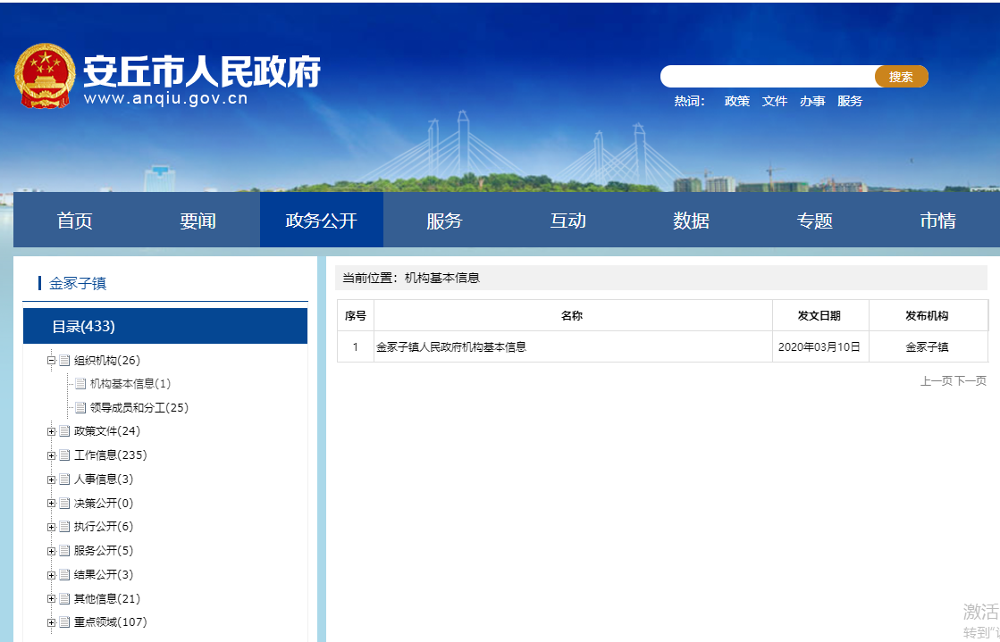 安丘市人民政府
www.anqiu.gov.cn
搜索
热词： 政策 文件 办事 服务
首页 要闻 政务公开 服务 互动 数据 专题 市情
金冢子镇
目录(433)
组织机构(26)
机构基本信息(1)
领导成员和分工(25)
政策文件(24)
工作信息(235)
人事信息(3)
决策公开(0)
执行公开(6)
服务公开(5)
结果公开(3)
其他信息(21)
重点领域(107)
当前位置：机构基本信息
序号 名称 发文日期 发布机构
1 金冢子镇人民政府机构基本信息 2020年03月10日 金冢子镇
上一页 下一页
激活
转到"